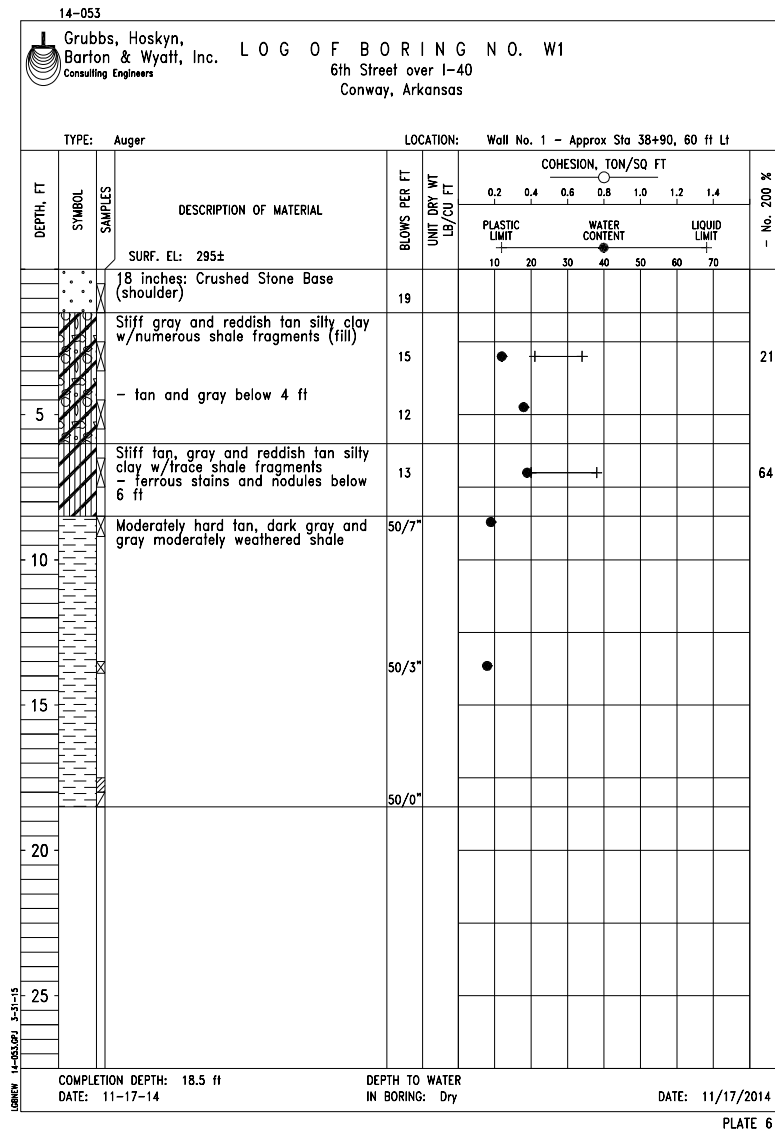 14-053
Grubbs, Hoskyn,
Barton & Wyatt, Inc.
Consulting Engineers
LOG OF BORING NO. W1
6th Street over I-40
Conway, Arkansas
TYPE: Auger
LOCATION: Wall No. 1 - Approx Sta 38+90, 60 ft Lt
DEPTH, FT
SYMBOL
SAMPLES
DESCRIPTION OF MATERIAL
SURF. EL: 295±
BLOWS PER FT
UNIT DRY WT
LB/CU FT
COHESION, TON/SQ FT
0.2 0.4 0.6 0.8 1.0 1.2 1.4
PLASTIC LIMIT
WATER CONTENT
LIQUID LIMIT
10 20 30 40 50 60 70
- No. 200 %
18 inches: Crushed Stone Base
(shoulder)
19
Stiff gray and reddish tan silty clay
w/numerous shale fragments (fill)
15
21
- tan and gray below 4 ft
5
12
Stiff tan, gray and reddish tan silty
clay w/trace shale fragments
- ferrous stains and nodules below
6 ft
13
64
Moderately hard tan, dark gray and
gray moderately weathered shale
50/7"
10
50/3"
15
50/0"
20
25
LGBNEW 14-053.GPJ 3-31-15
COMPLETION DEPTH: 18.5 ft
DATE: 11-17-14
DEPTH TO WATER
IN BORING: Dry
DATE: 11/17/2014
PLATE 6